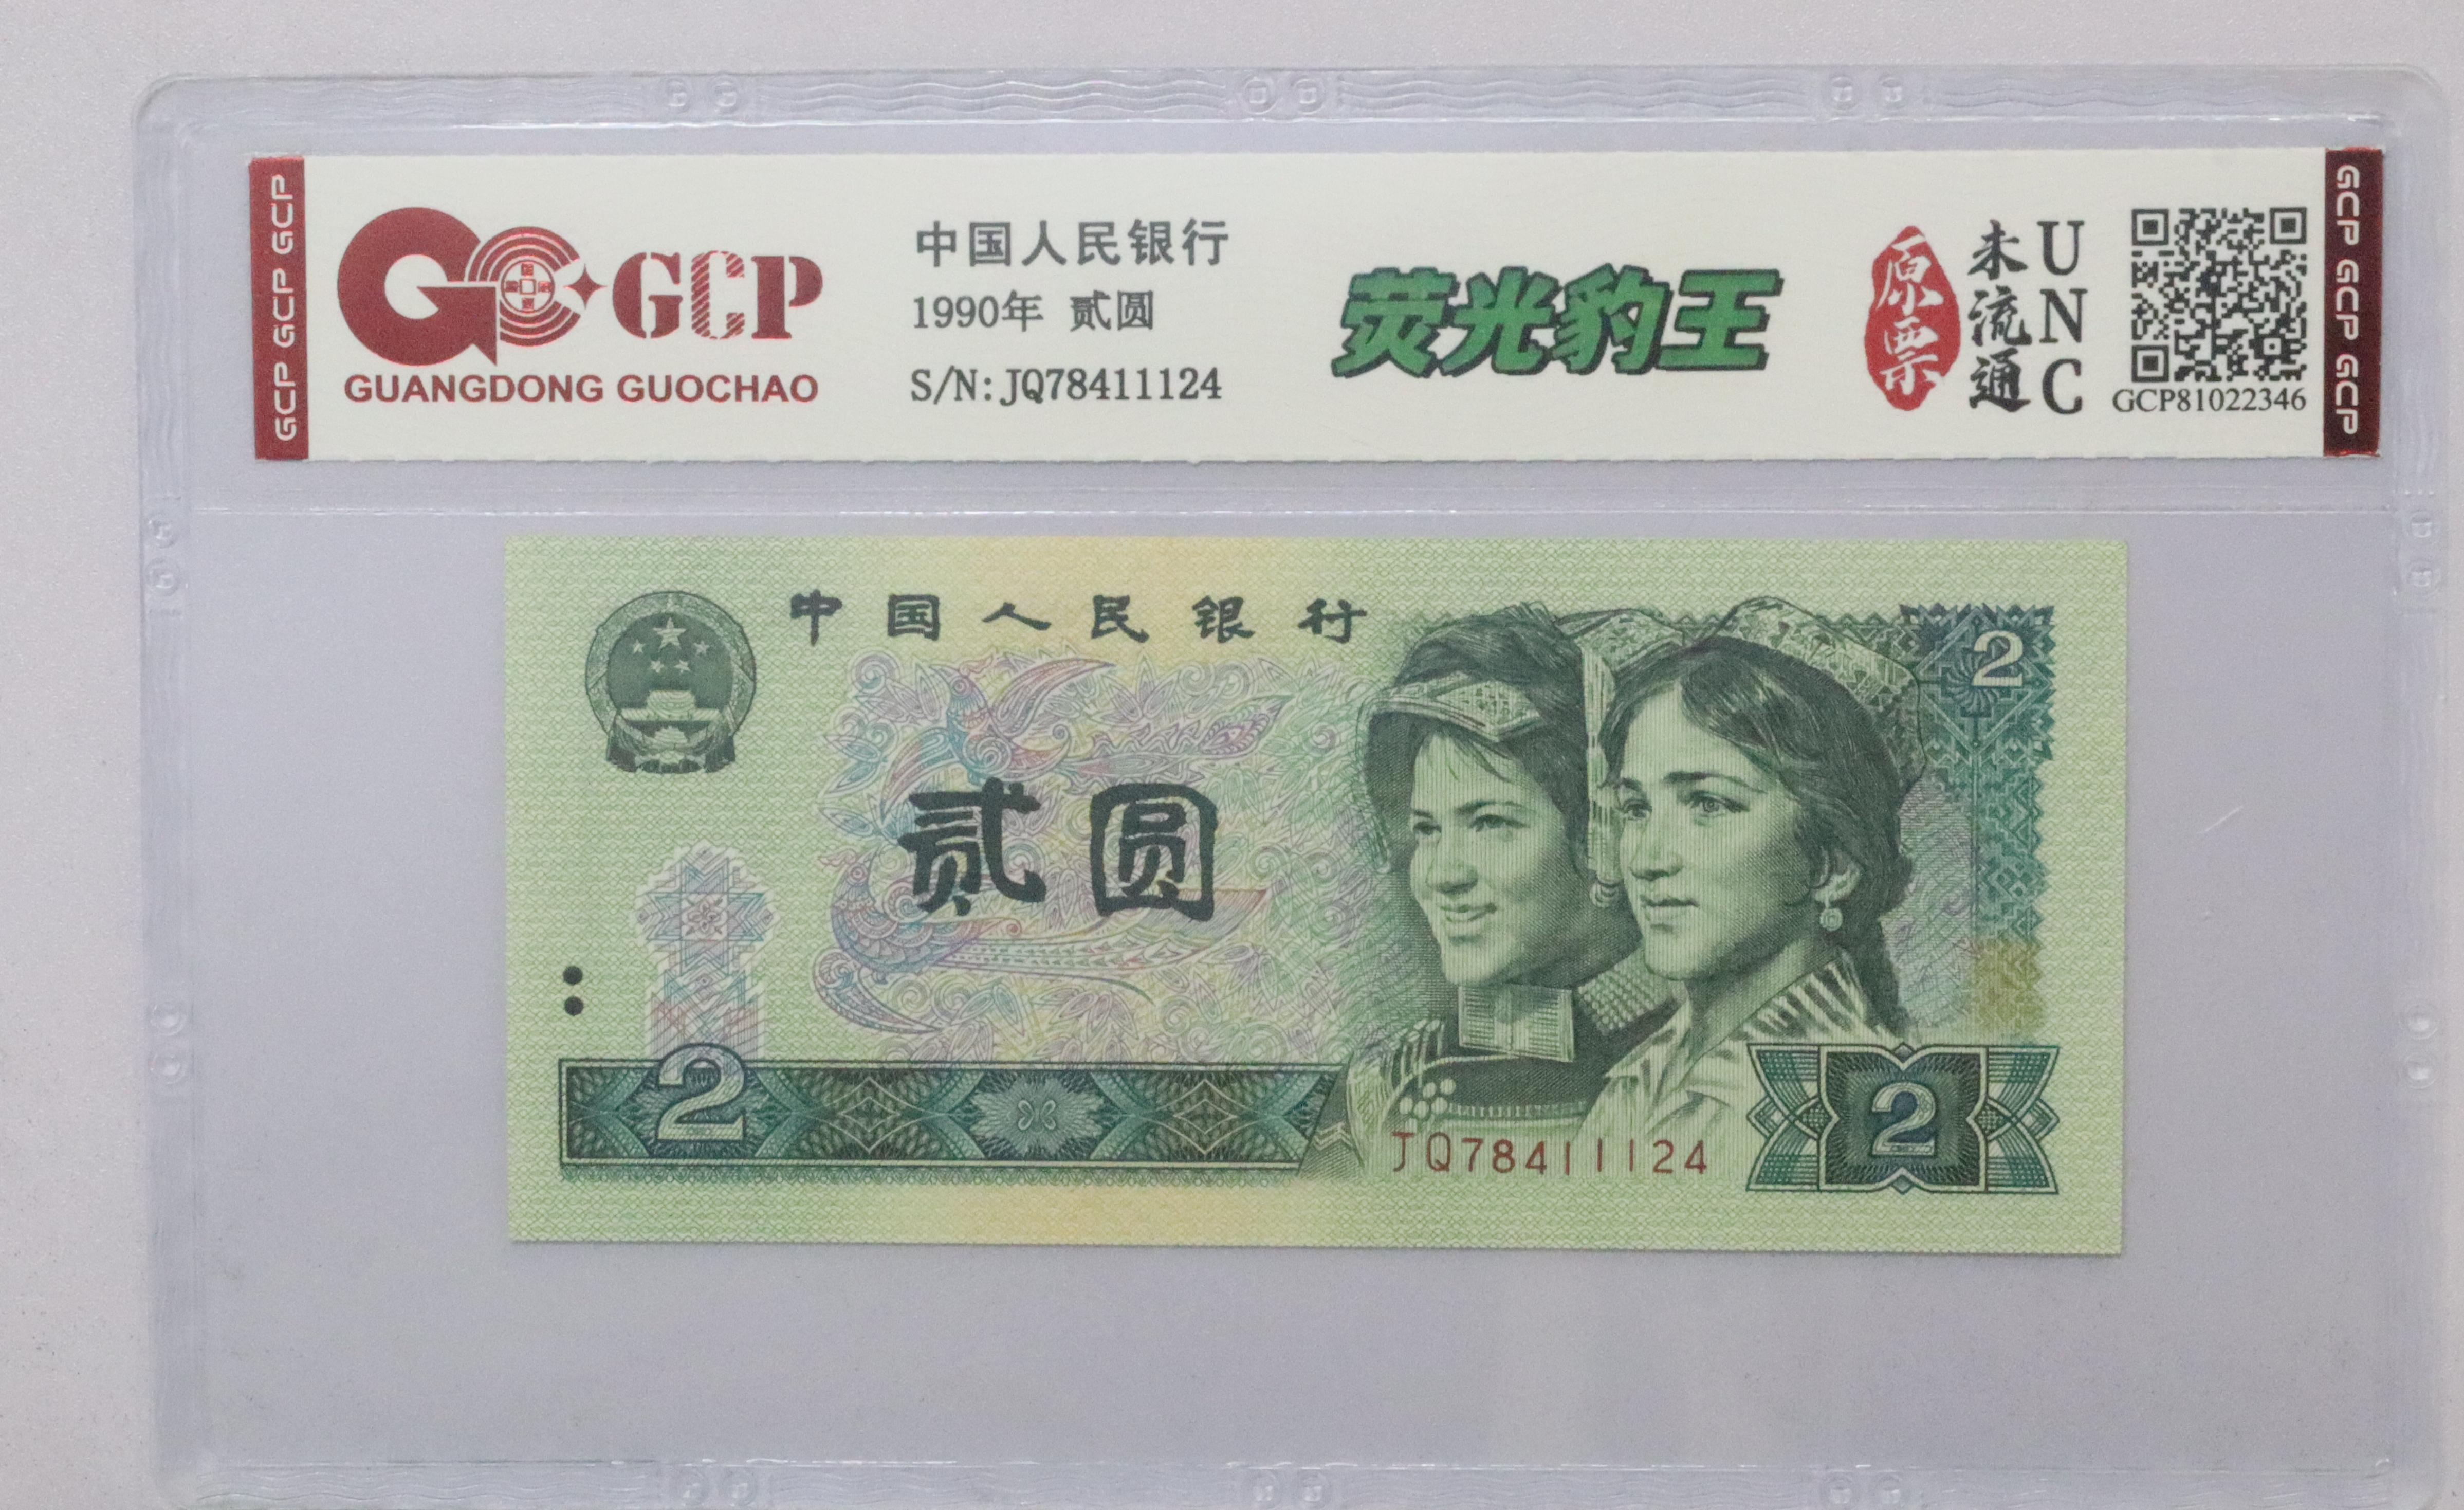 GCP GCP GCP
GCP
GUANGDONG GUOCHAO
中国人民银行
1990年 贰圆
S/N: JQ78411124
荧光豹王
原票
未流通
UNC
GCP81022346
GCP GCP GCP
中国人民银行
2
贰圆
2
JQ78411124
2